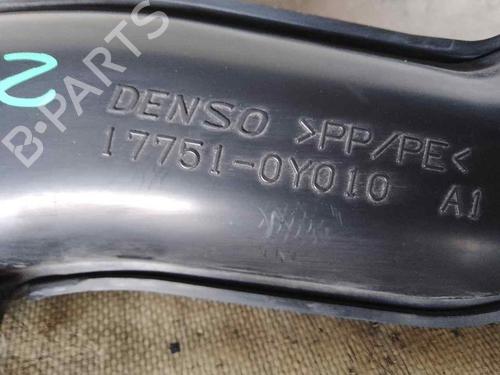 B-PARTS
S
DENSO >PP/PE<
17751-0Y010 A1